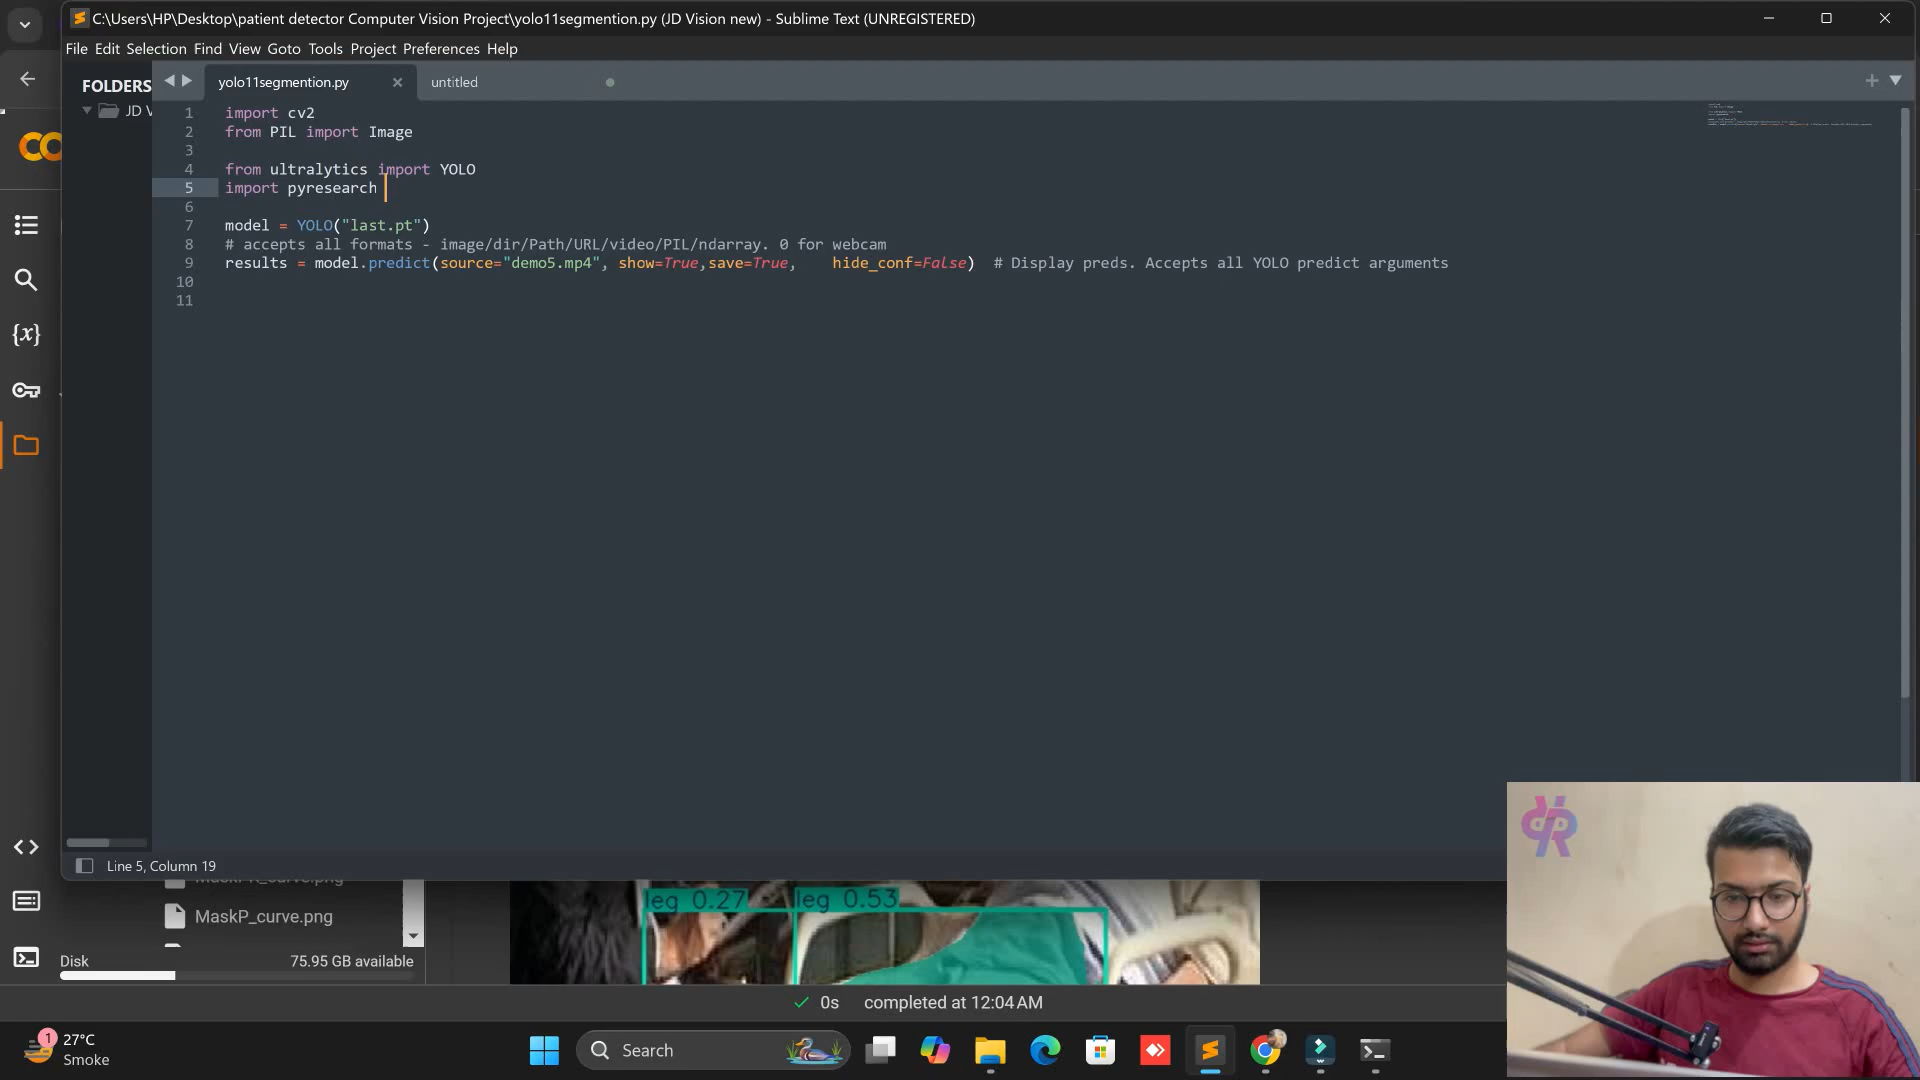 C:\Users\HP\Desktop\patient detector Computer Vision Project\yolo11segmention.py (JD Vision new) - Sublime Text (UNREGISTERED)
File Edit Selection Find View Goto Tools Project Preferences Help
FOLDERS
JD V
yolo11segmention.py
untitled
1 import cv2
2 from PIL import Image
3
4 from ultralytics import YOLO
5 import pyresearch
6
7 model = YOLO("last.pt")
8 # accepts all formats - image/dir/Path/URL/video/PIL/ndarray. 0 for webcam
9 results = model.predict(source="demo5.mp4", show=True,save=True,    hide_conf=False)  # Display preds. Accepts all YOLO predict arguments
10
11
Line 5, Column 19
MaskP_curve.png
Disk 75.95 GB available
leg 0.27 leg 0.53
0s completed at 12:04 AM
1
27°C
Smoke
Search